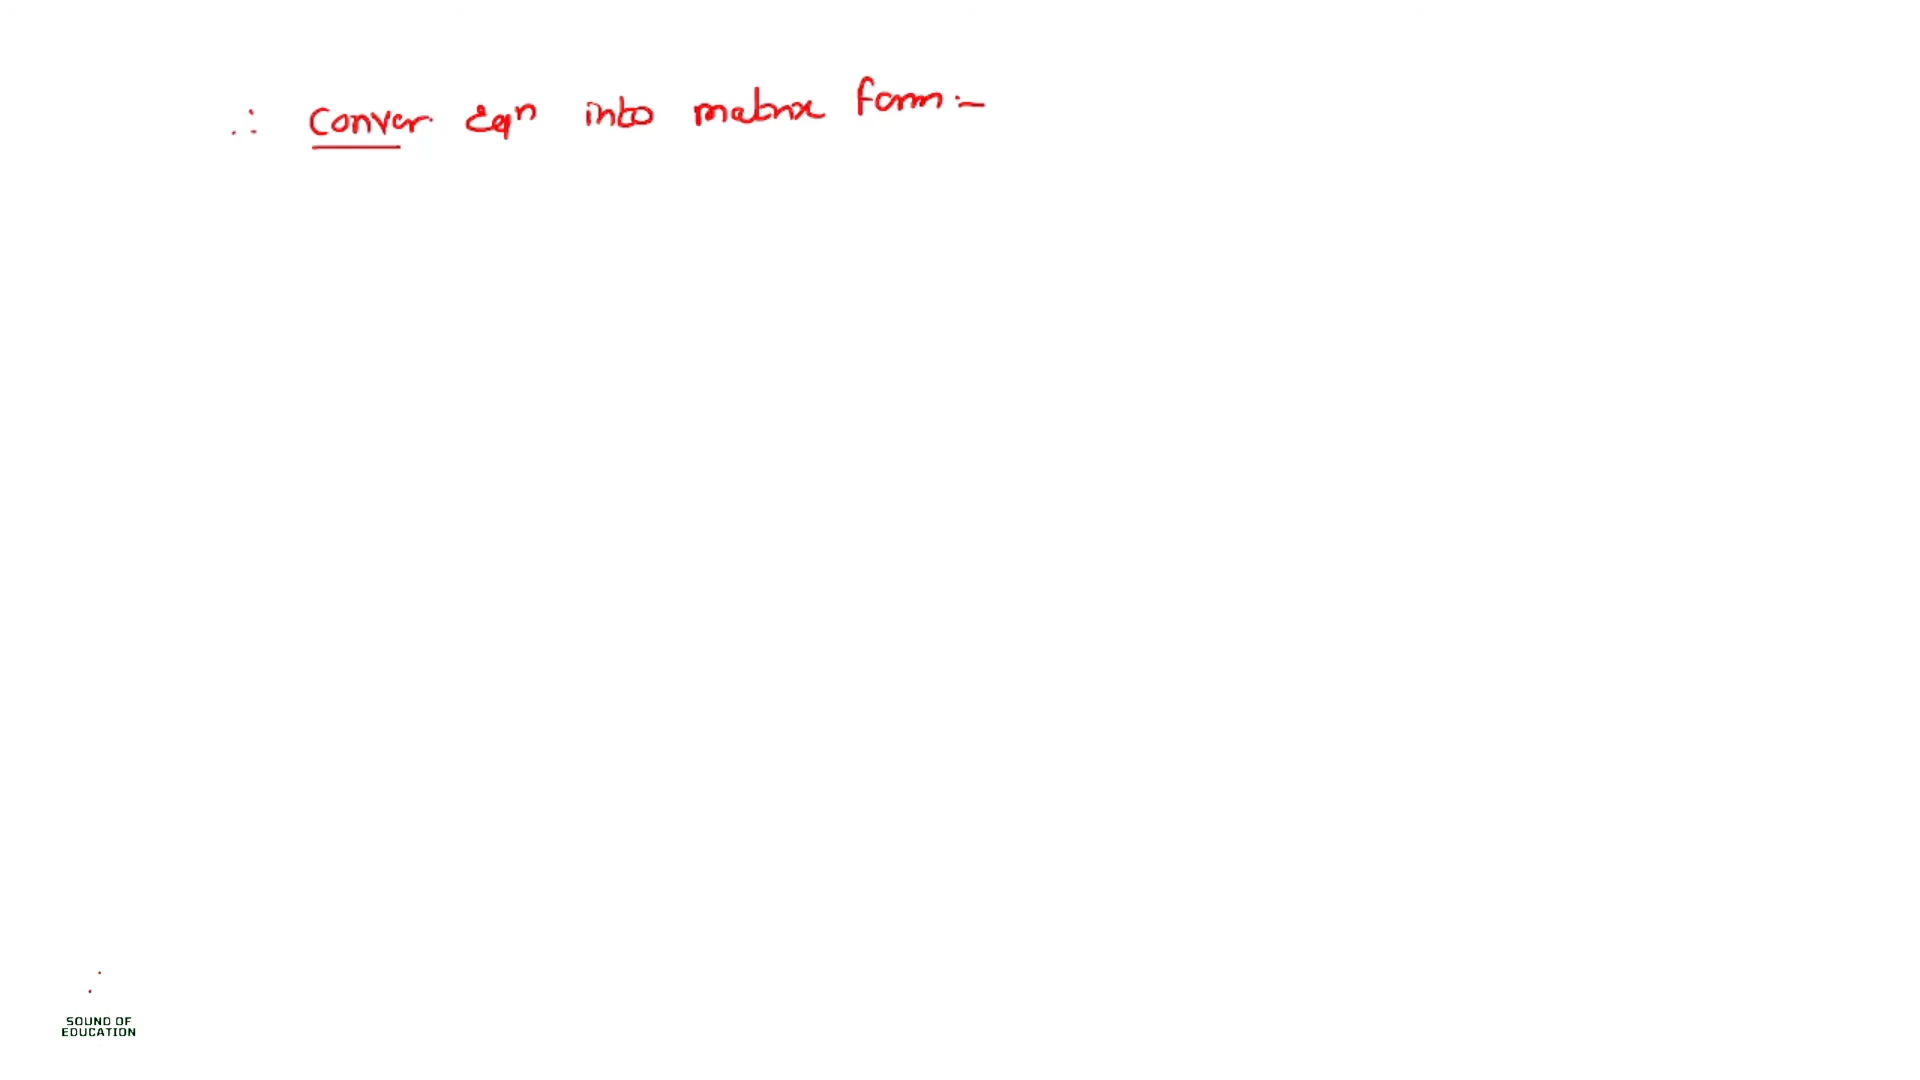 ∴ Conver eqn into matrix form :-
SOUND OF
EDUCATION